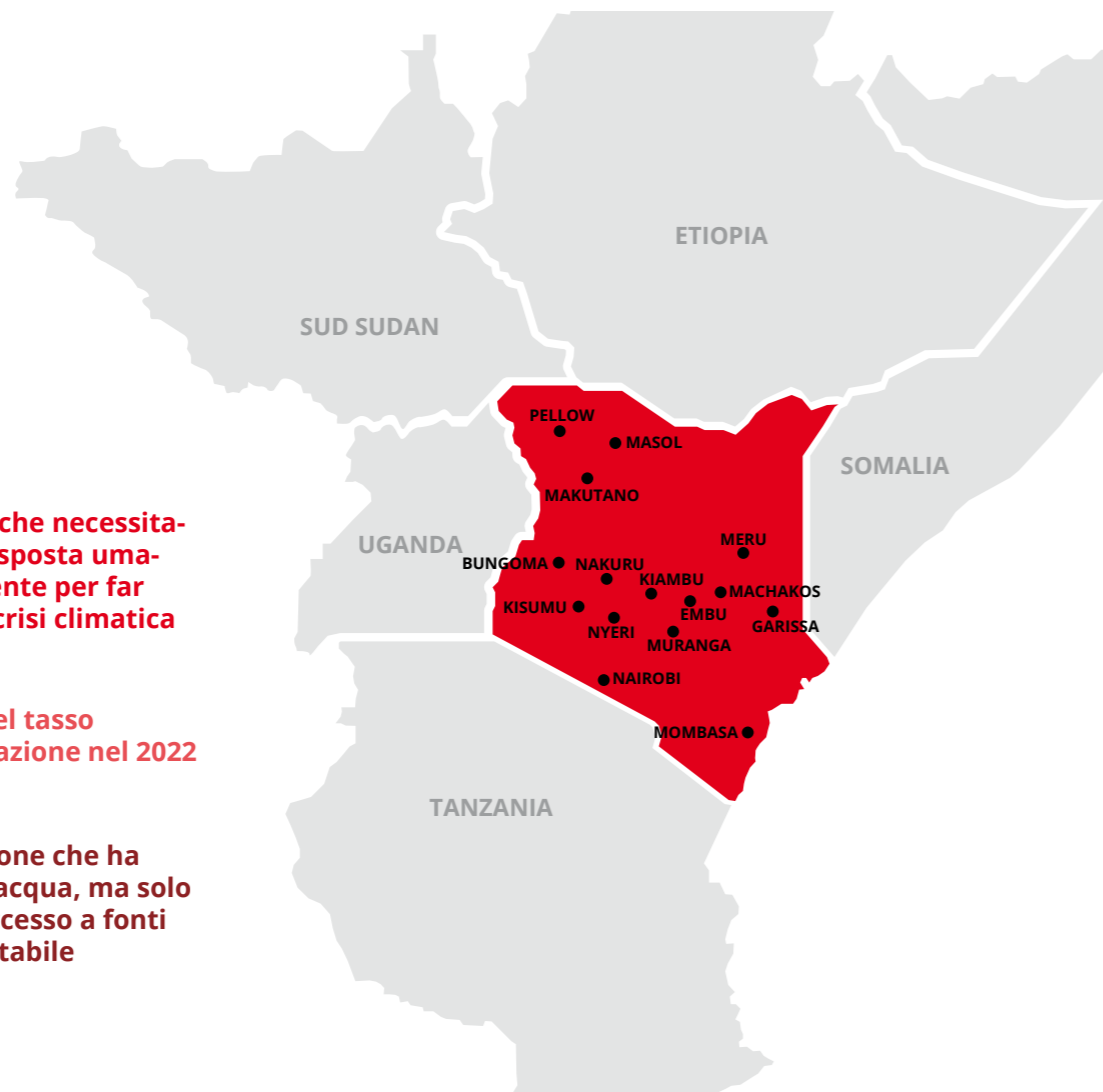 ETIOPIA
SUD SUDAN
PELLOW
MASOL
SOMALIA
MAKUTANO
che necessita-
sposta uma-
ente per far
crisi climatica
UGANDA
MERU
BUNGOMA
NAKURU
KIAMBU
MACHAKOS
KISUMU
EMBU
GARISSA
NYERI
MURANGA
NAIROBI
el tasso
azione nel 2022
MOMBASA
TANZANIA
one che ha
acqua, ma solo
cesso a fonti
tabile